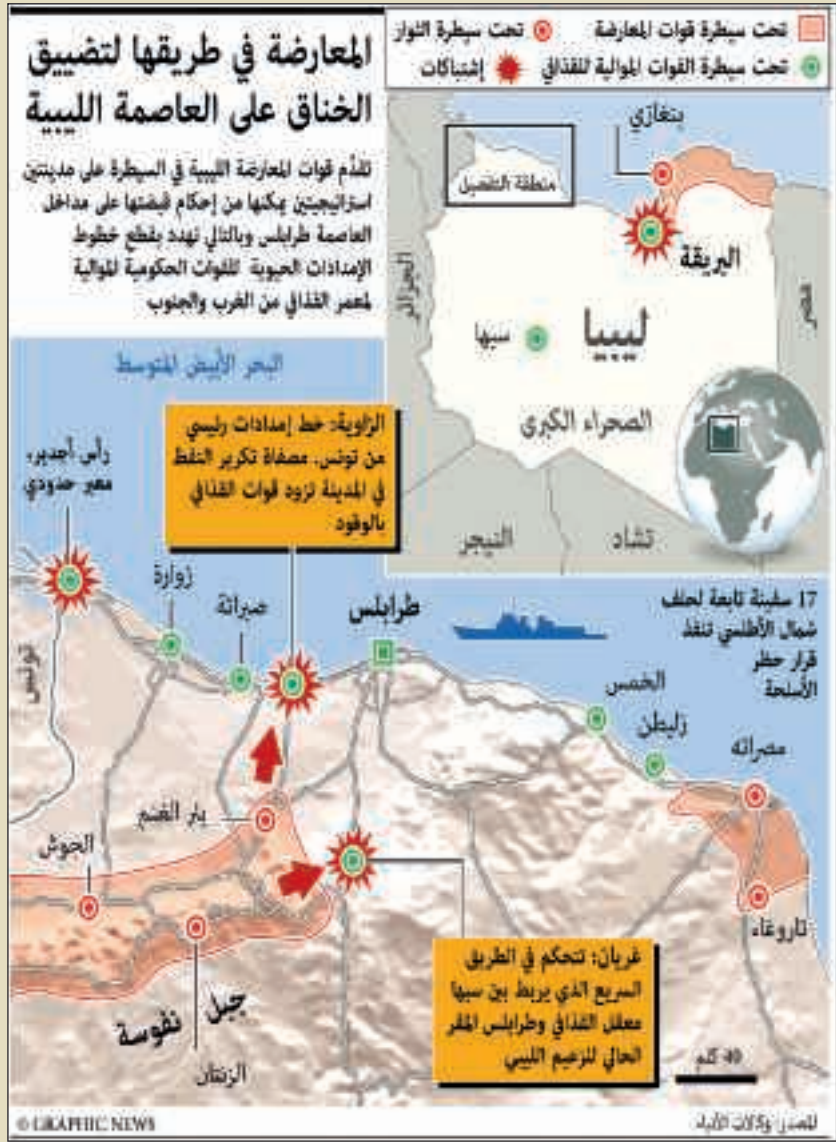 المعارضة في طريقها لتضييق
الخناق على العاصمة الليبية
تقدُّم قوات المعارضة الليبية في السيطرة على مدينتين
استراتيجيتين يمكنها من إحكام قبضتها على مداخل
العاصمة طرابلس وبالتالي تهدد بقطع خطوط
الإمدادات الحيوية للقوات الحكومية الموالية
لمعمر القذافي من الغرب والجنوب
تحت سيطرة قوات المعارضة
تحت سيطرة الثوار
تحت سيطرة القوات الموالية للقذافي
إشتباكات
بنغازي
منطقة التفصيل
البريقة
الجزائر
مصر
ليبيا
سبها
الصحراء الكبرى
النيجر
تشاد
البحر الأبيض المتوسط
الزاوية: خط إمدادات رئيسي
من تونس، مصفاة تكرير النفط
في المدينة تزود قوات القذافي
بالوقود
رأس أجدير،
معبر حدودي
زوارة
صبراتة
طرابلس
17 سفينة تابعة لحلف
شمال الأطلسي تنفذ
قرار حظر
الأسلحة
تونس
الخمس
زليطن
مصراته
بئر الغنم
الحوش
تاروغاء
غريان: تتحكم في الطريق
السريع الذي يربط بين سبها
معقل القذافي وطرابلس المقر
الحالي للزعيم الليبي
جبل نفوسة
الزنتان
40 كلم
© GRAPHIC NEWS
المصدر: وكالات الأنباء